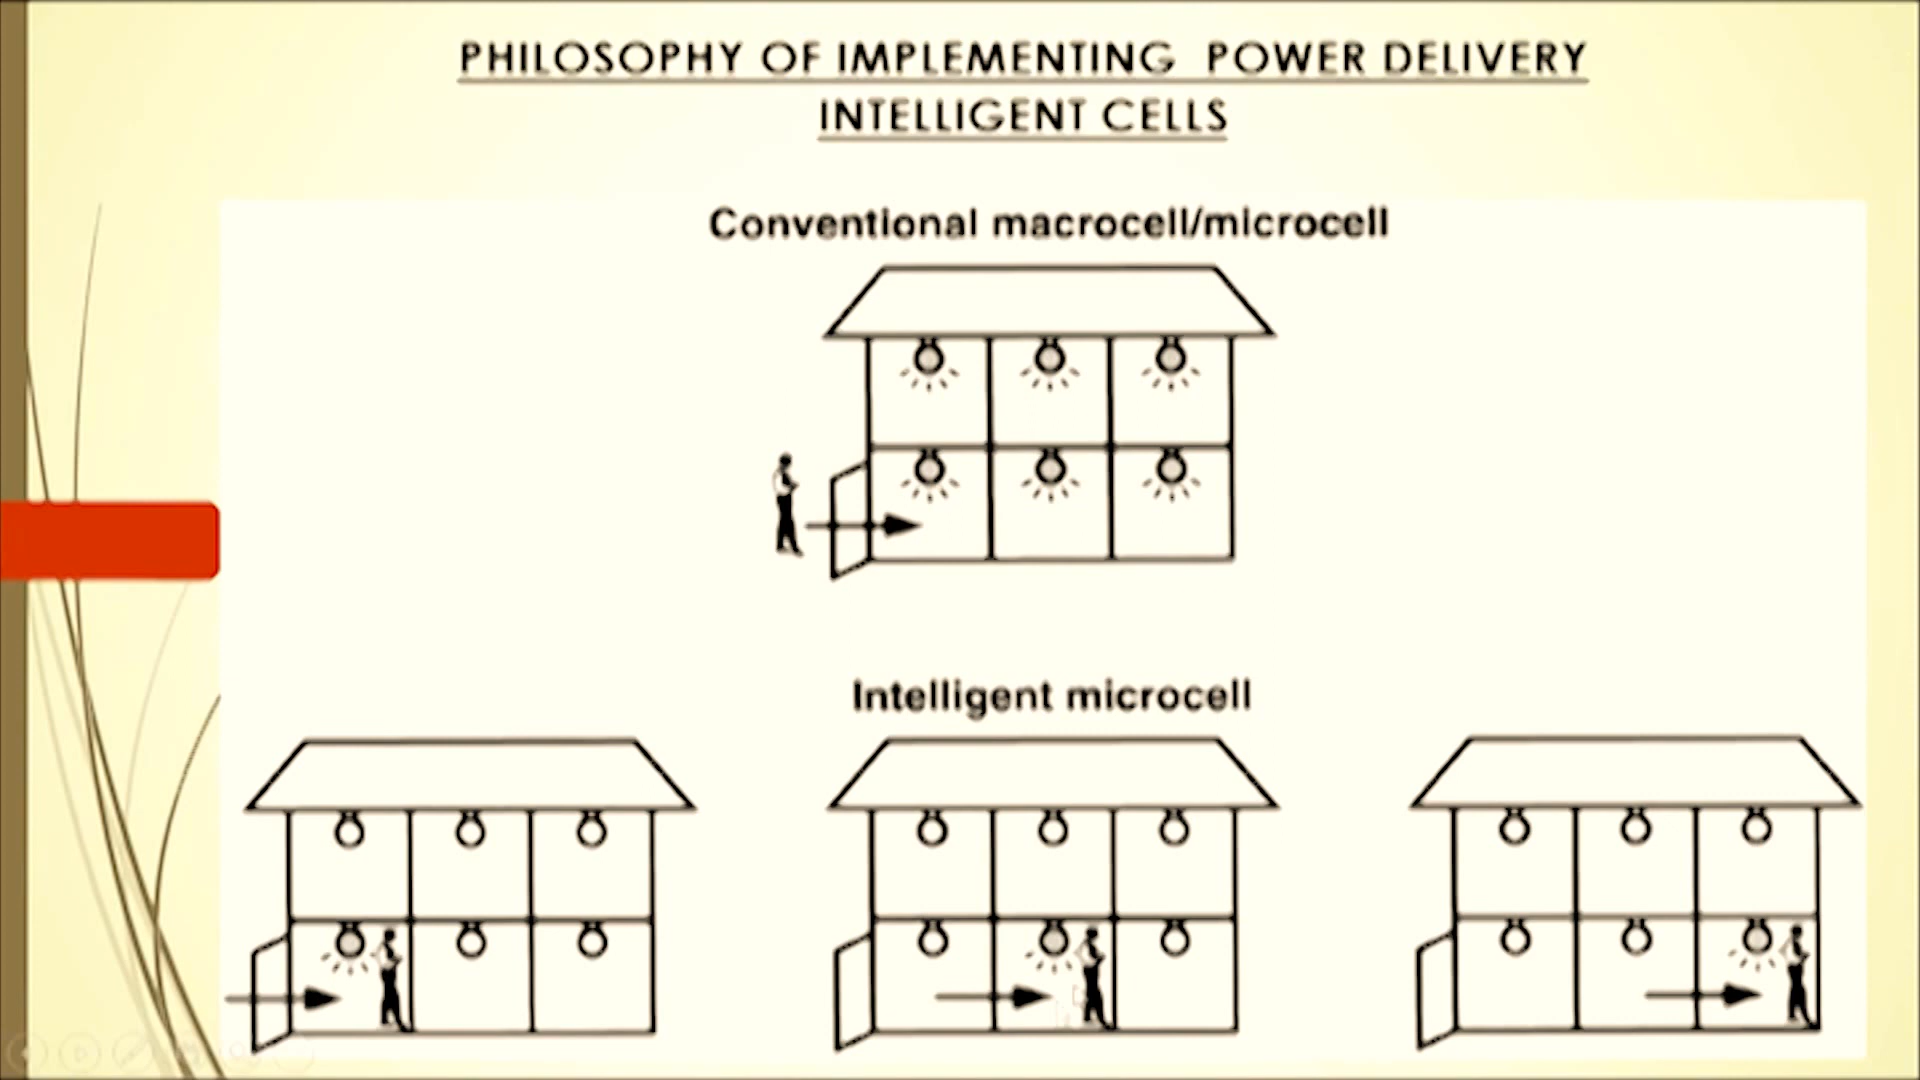 PHILOSOPHY OF IMPLEMENTING POWER DELIVERY
INTELLIGENT CELLS
Conventional macrocell/microcell
Intelligent microcell